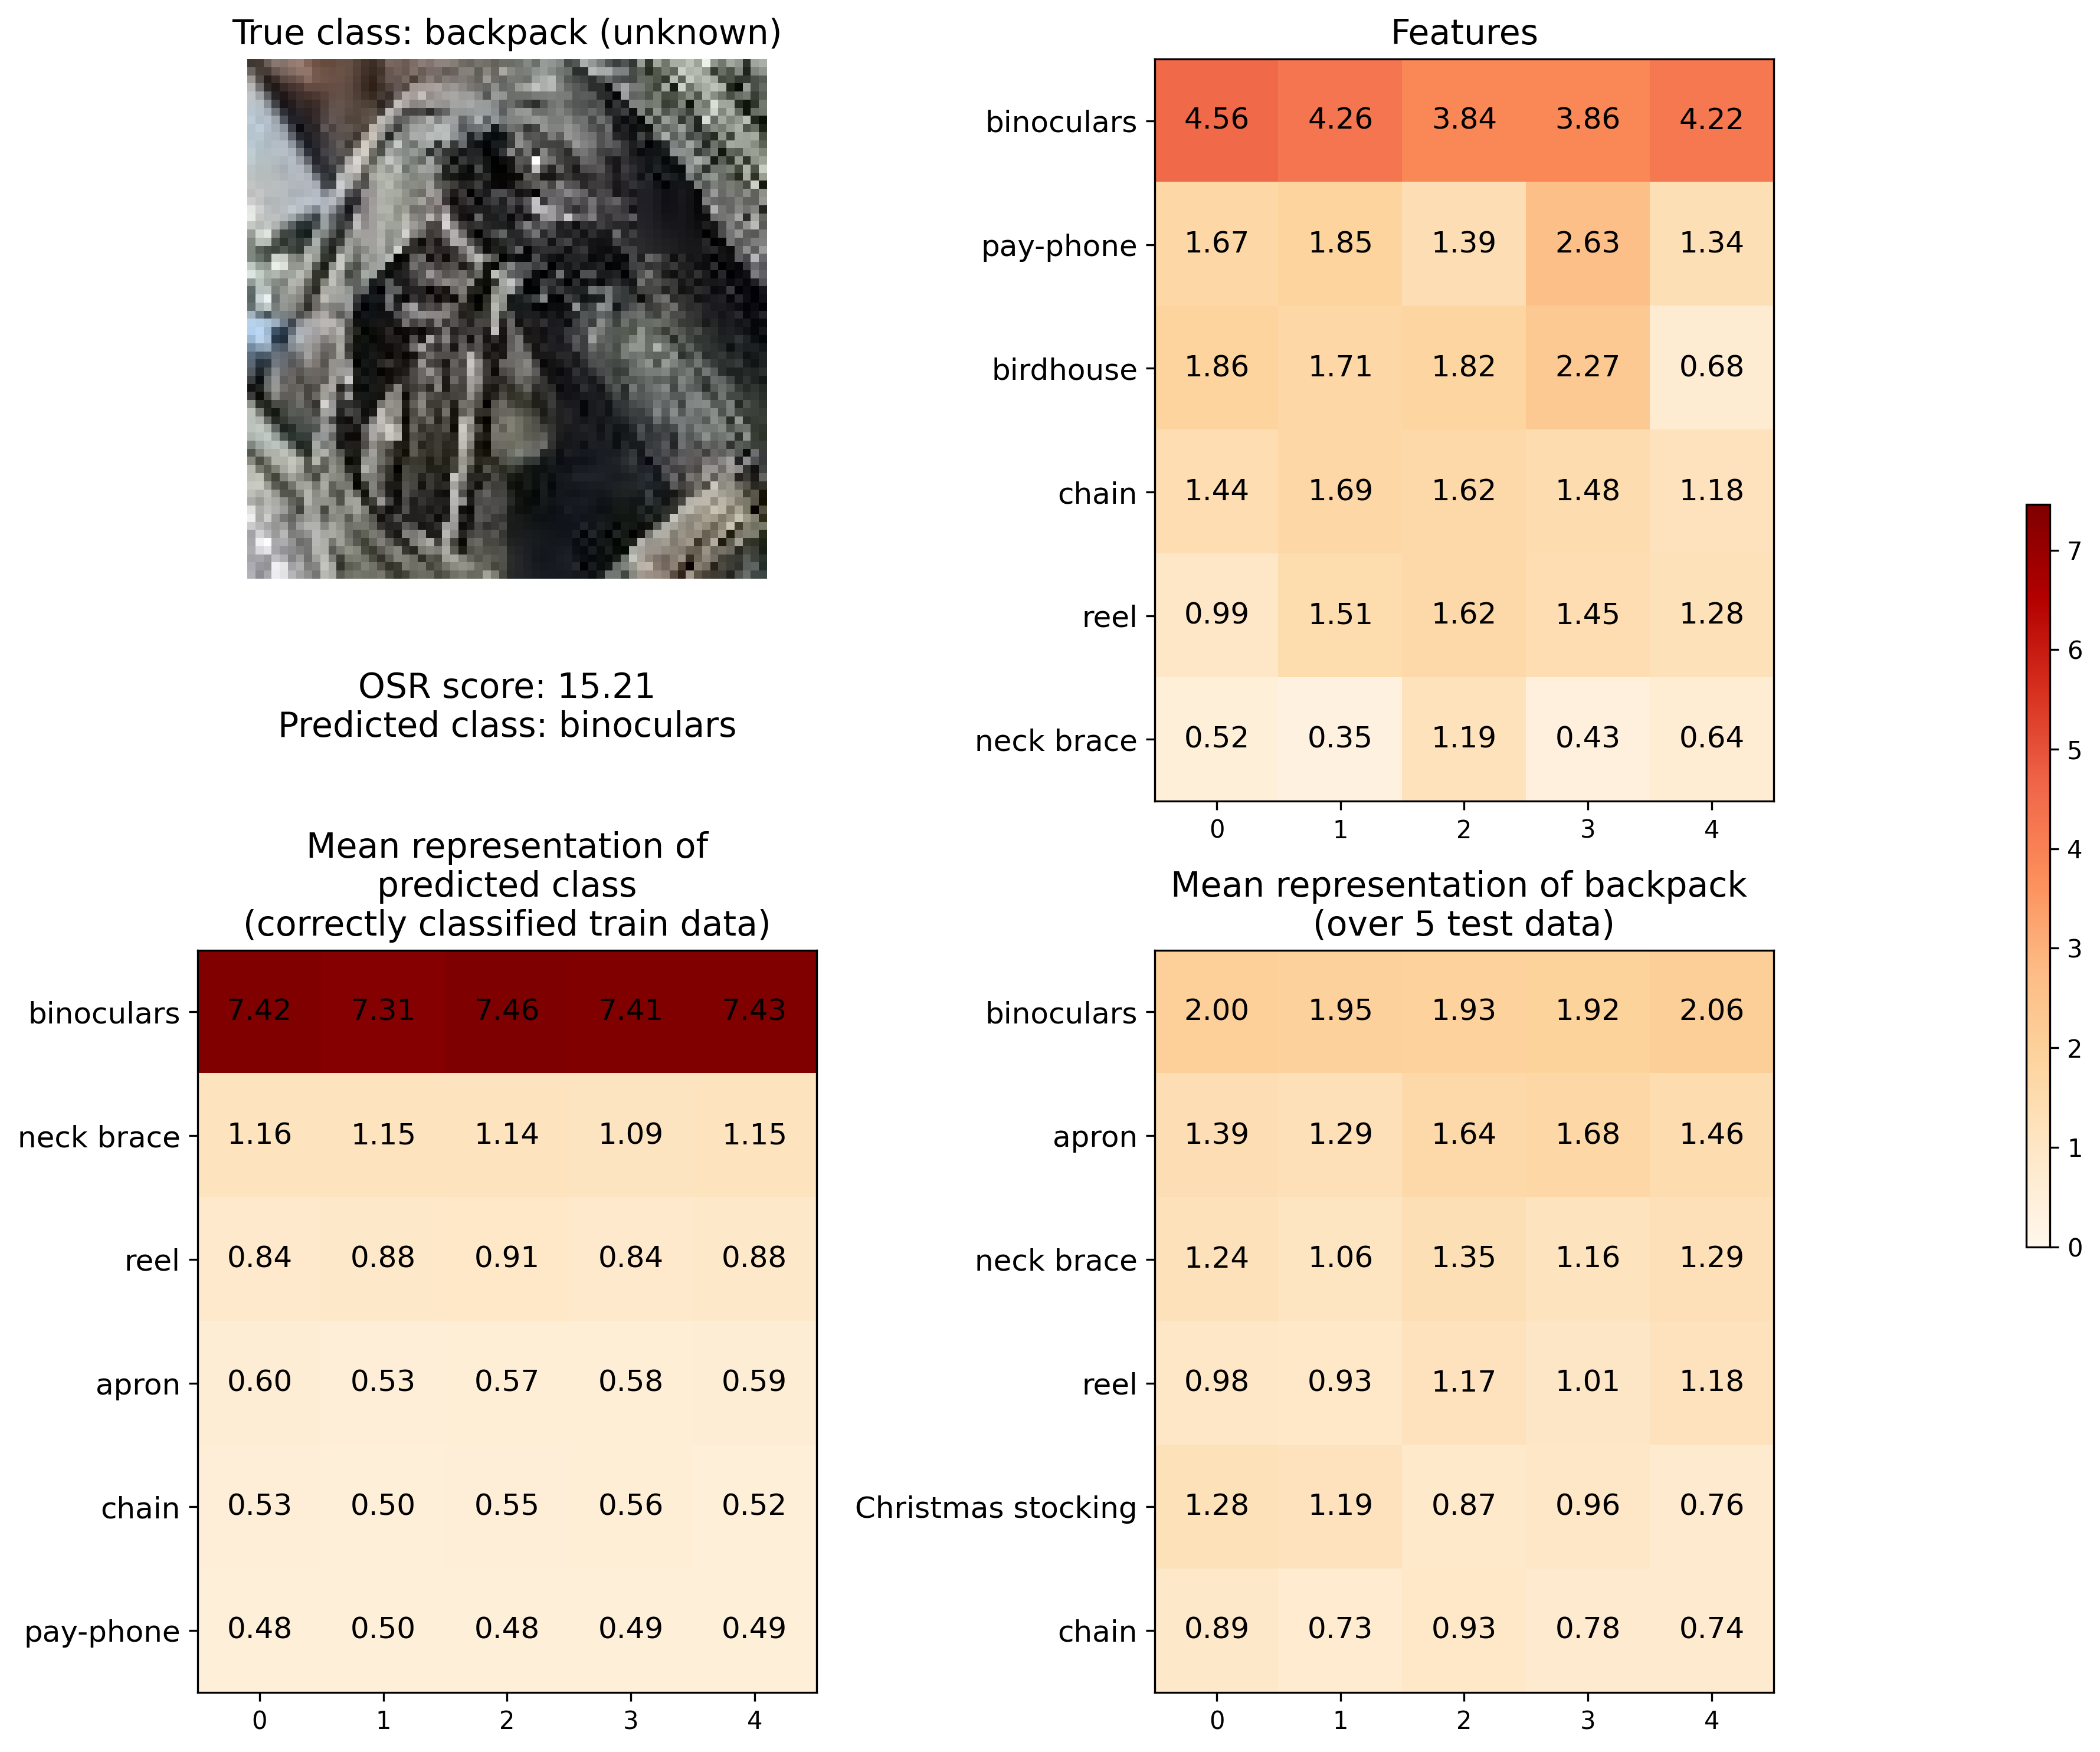 True class: backpack (unknown)
OSR score: 15.21
Predicted class: binoculars
Features
binoculars 4.56 4.26 3.84 3.86 4.22
pay-phone 1.67 1.85 1.39 2.63 1.34
birdhouse 1.86 1.71 1.82 2.27 0.68
chain 1.44 1.69 1.62 1.48 1.18
reel 0.99 1.51 1.62 1.45 1.28
neck brace 0.52 0.35 1.19 0.43 0.64
0 1 2 3 4
Mean representation of
predicted class
(correctly classified train data)
binoculars 7.42 7.31 7.46 7.41 7.43
neck brace 1.16 1.15 1.14 1.09 1.15
reel 0.84 0.88 0.91 0.84 0.88
apron 0.60 0.53 0.57 0.58 0.59
chain 0.53 0.50 0.55 0.56 0.52
pay-phone 0.48 0.50 0.48 0.49 0.49
0 1 2 3 4
Mean representation of backpack
(over 5 test data)
binoculars 2.00 1.95 1.93 1.92 2.06
apron 1.39 1.29 1.64 1.68 1.46
neck brace 1.24 1.06 1.35 1.16 1.29
reel 0.98 0.93 1.17 1.01 1.18
Christmas stocking 1.28 1.19 0.87 0.96 0.76
chain 0.89 0.73 0.93 0.78 0.74
0 1 2 3 4
7
6
5
4
3
2
1
0